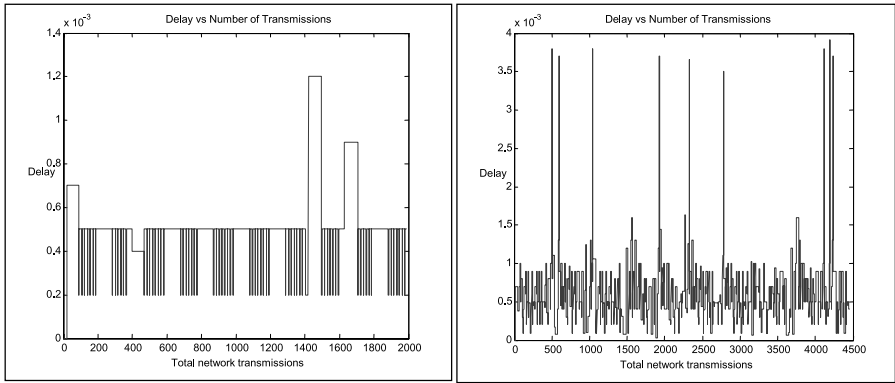 Delay vs Number of Transmissions
x 10⁻³
1.4
1.2
1
0.8
0.6
Delay
0.4
0.2
0
0 200 400 600 800 1000 1200 1400 1600 1800 2000
Total network transmissions
Delay vs Number of Transmissions
x 10⁻³
4
3.5
3
2.5
2
Delay
1.5
1
0.5
0
0 500 1000 1500 2000 2500 3000 3500 4000 4500
Total network transmissions